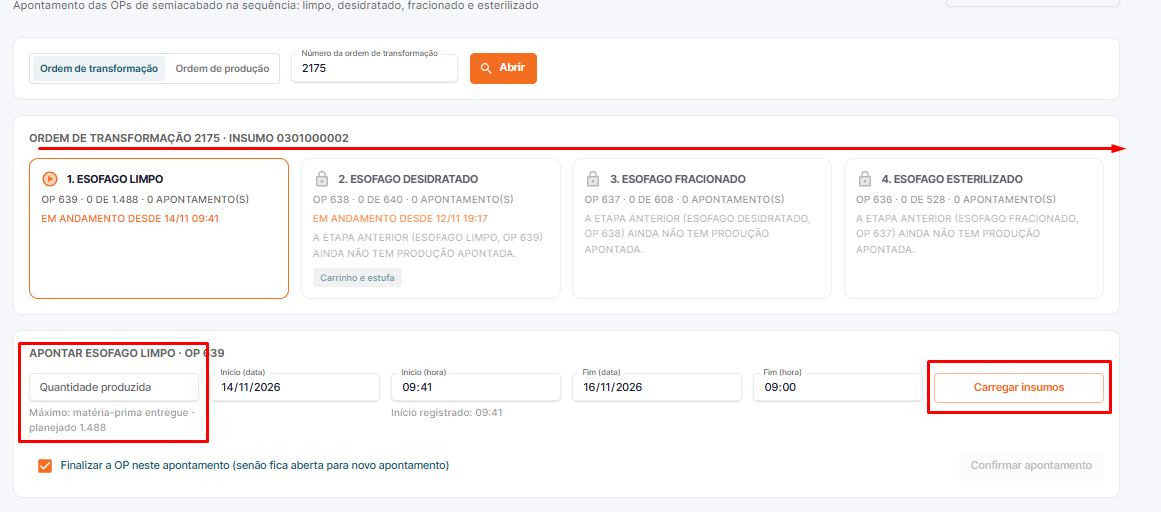 Apontamento das OPs de semiacabado na sequência: limpo, desidratado, fracionado e esterilizado
Ordem de transformação
Ordem de produção
Número da ordem de transformação
2175
Abrir
ORDEM DE TRANSFORMAÇÃO 2175 · INSUMO 0301000002
1. ESOFAGO LIMPO
OP 639 · 0 DE 1.488 · 0 APONTAMENTO(S)
EM ANDAMENTO DESDE 14/11 09:41
2. ESOFAGO DESIDRATADO
OP 638 · 0 DE 640 · 0 APONTAMENTO(S)
EM ANDAMENTO DESDE 12/11 19:17
A ETAPA ANTERIOR (ESOFAGO LIMPO, OP 639)
AINDA NÃO TEM PRODUÇÃO
APONTADA.
Carrinho e estufa
3. ESOFAGO FRACIONADO
OP 637 · 0 DE 608 · 0 APONTAMENTO(S)
A ETAPA ANTERIOR (ESOFAGO DESIDRATADO,
OP 638) AINDA NÃO TEM PRODUÇÃO
APONTADA.
4. ESOFAGO ESTERILIZADO
OP 636 · 0 DE 528 · 0 APONTAMENTO(S)
A ETAPA ANTERIOR (ESOFAGO FRACIONADO,
OP 637) AINDA NÃO TEM PRODUÇÃO
APONTADA.
APONTAR ESOFAGO LIMPO · OP 639
Quantidade produzida
Máximo: matéria-prima entregue ·
planejado 1.488
Início (data)
14/11/2026
Início (hora)
09:41
Início registrado: 09:41
Fim (data)
16/11/2026
Fim (hora)
09:00
Carregar insumos
Finalizar a OP neste apontamento (senão fica aberta para novo apontamento)
Confirmar apontamento